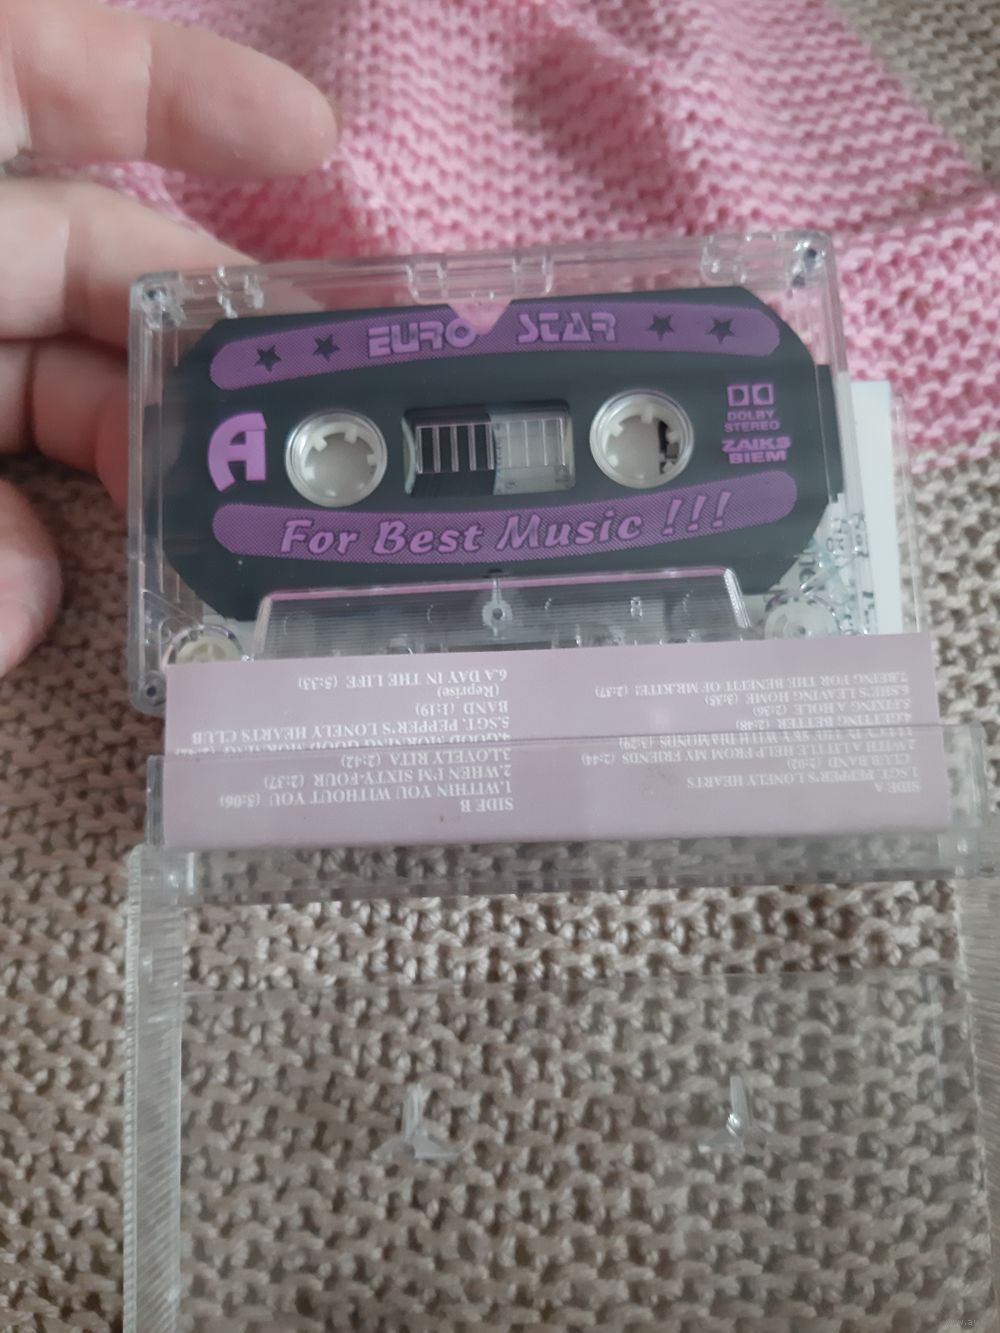 EURO STAR
A
DOLBY
STEREO
ZAIKS
BIEM
For Best Music !!!
SIDE A
1.SGT. PEPPER'S LONELY HEARTS
CLUB BAND (2:02)
2.WITH A LITTLE HELP FROM MY FRIENDS (2:44)
3.LUCY IN THE SKY WITH DIAMONDS (3:29)
4.GETTING BETTER (2:48)
5.FIXING A HOLE (2:36)
6.SHE'S LEAVING HOME (3:35)
7.BEING FOR THE BENEFIT OF MR.KITE! (2:37)
SIDE B
1.WITHIN YOU WITHOUT YOU (5:06)
2.WHEN I'M SIXTY-FOUR (2:37)
3.LOVELY RITA (2:42)
4.GOOD MORNING GOOD MORNING
5.SGT. PEPPER'S LONELY HEARTS CLUB
BAND (1:19)
(Reprise)
6.A DAY IN THE LIFE (5:33)